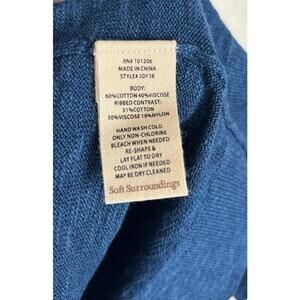 RN# 101206
MADE IN CHINA
STYLE# 2DF38
BODY:
60%COTTON 40%VISCOSE
RIBBED CONTRAST:
51%COTTON
30%VISCOSE 19%NYLON
HAND WASH COLD
ONLY NON-CHLORINE
BLEACH WHEN NEEDED
RE-SHAPE &
LAY FLAT TO DRY
COOL IRON IF NEEDED
MAY BE DRY CLEANED
Soft Surroundings